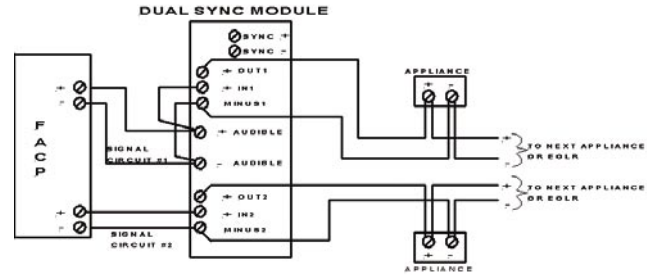 DUAL SYNC MODULE
SYNC +
SYNC -
+ OUT1
+ IN1
MINUS1
+ AUDIBLE
- AUDIBLE
+ OUT2
+ IN2
MINUS2
FACP
+
-
SIGNAL
CIRCUIT #1
+
-
SIGNAL
CIRCUIT #2
APPLIANCE
+ -
+
-
TO NEXT APPLIANCE
OR EOLR
+
-
TO NEXT APPLIANCE
OR EOLR
+ -
APPLIANCE